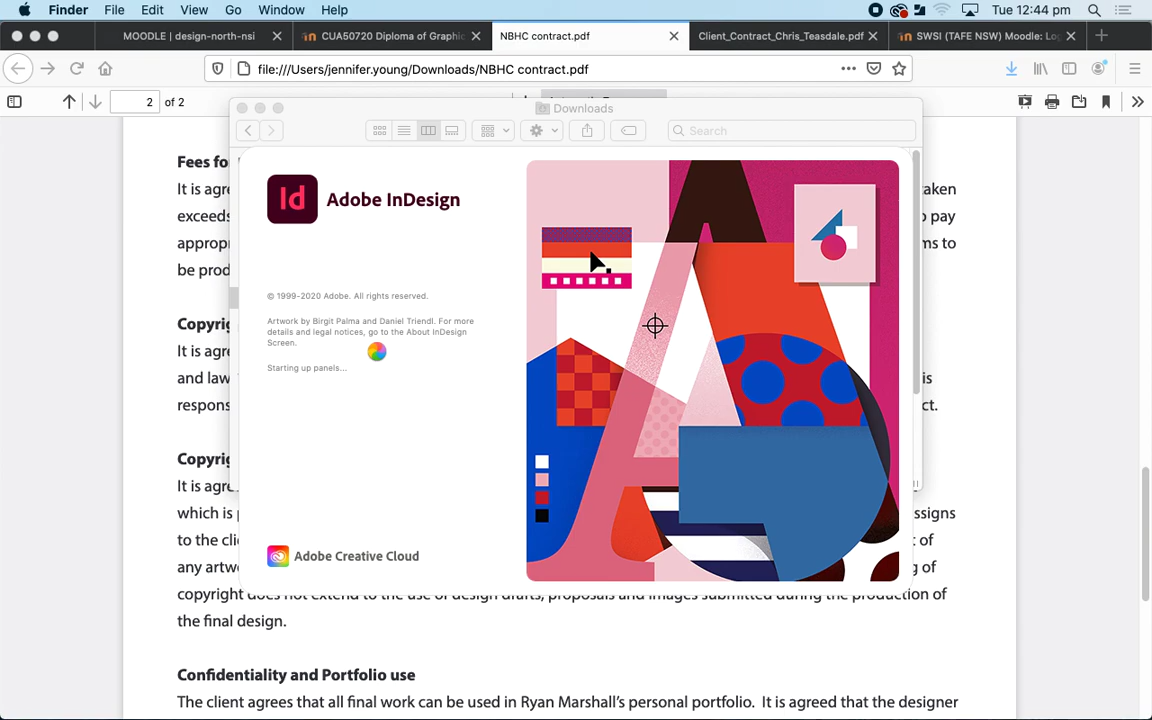 Finder File Edit View Go Window Help Tue 12:44 pm
MOODLE | design-north-nsi CUA50720 Diploma of Graphic NBHC contract.pdf Client_Contract_Chris_Teasdale.pdf SWSI (TAFE NSW) Moodle: Lo
file:///Users/jennifer.young/Downloads/NBHC contract.pdf
2 of 2
Downloads
Search
Fees fo
It is agre
exceeds
appropr
be prod
taken
pay
ms to
Id Adobe InDesign
© 1999-2020 Adobe. All rights reserved.
Artwork by Birgit Palma and Daniel Triendl. For more
details and legal notices, go to the About InDesign
Screen.
Starting up panels...
Copyrig
It is agre
and law
respons
is
ct.
Copyrig
It is agre
which is p
to the clie
any artw
ssigns
of
g of
Adobe Creative Cloud
copyright does not extend to the use of design drafts, proposals and images submitted during the production of
the final design.
Confidentiality and Portfolio use
The client agrees that all final work can be used in Ryan Marshall's personal portfolio. It is agreed that the designer